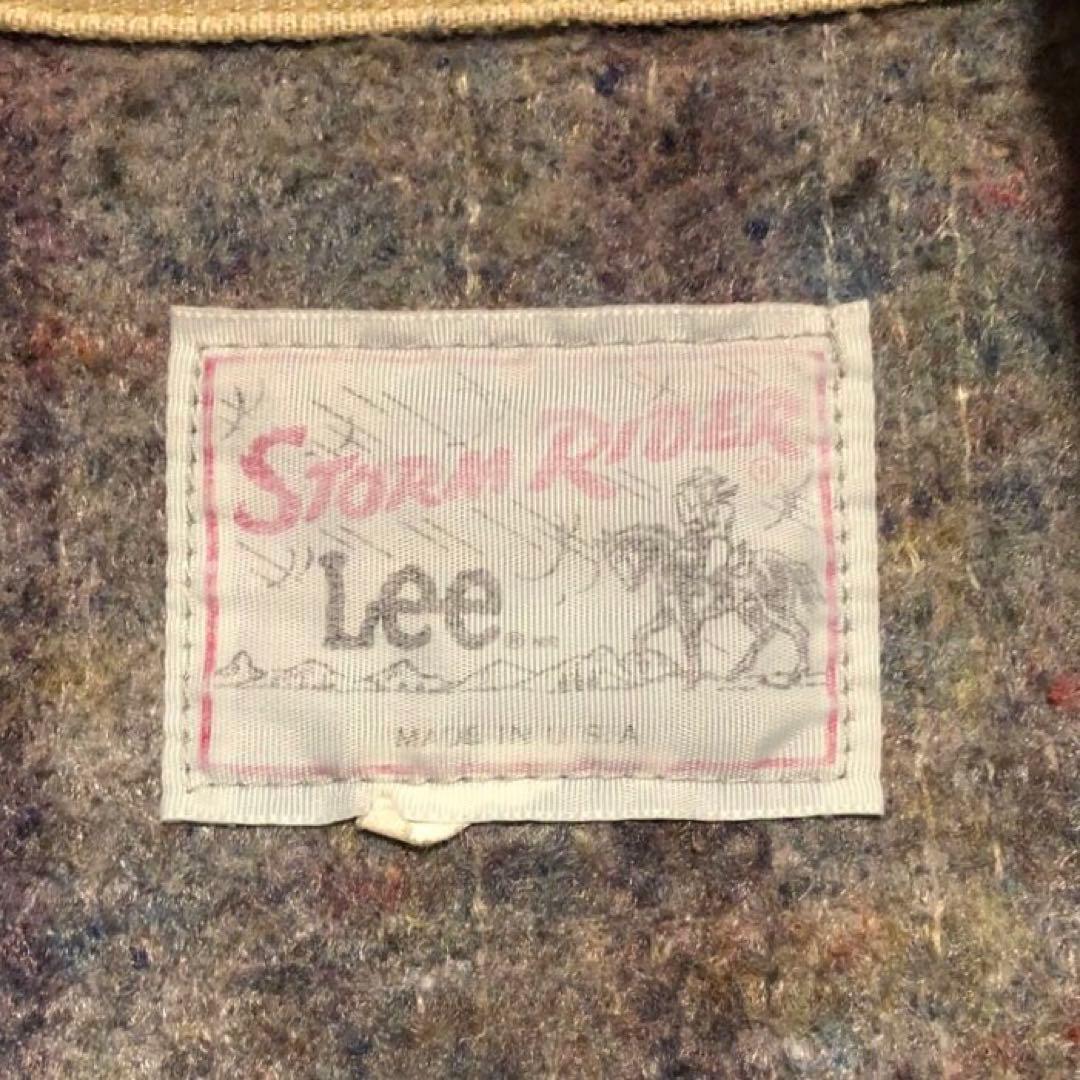 STORM RIDER ®
Lee®
MADE IN U.S.A